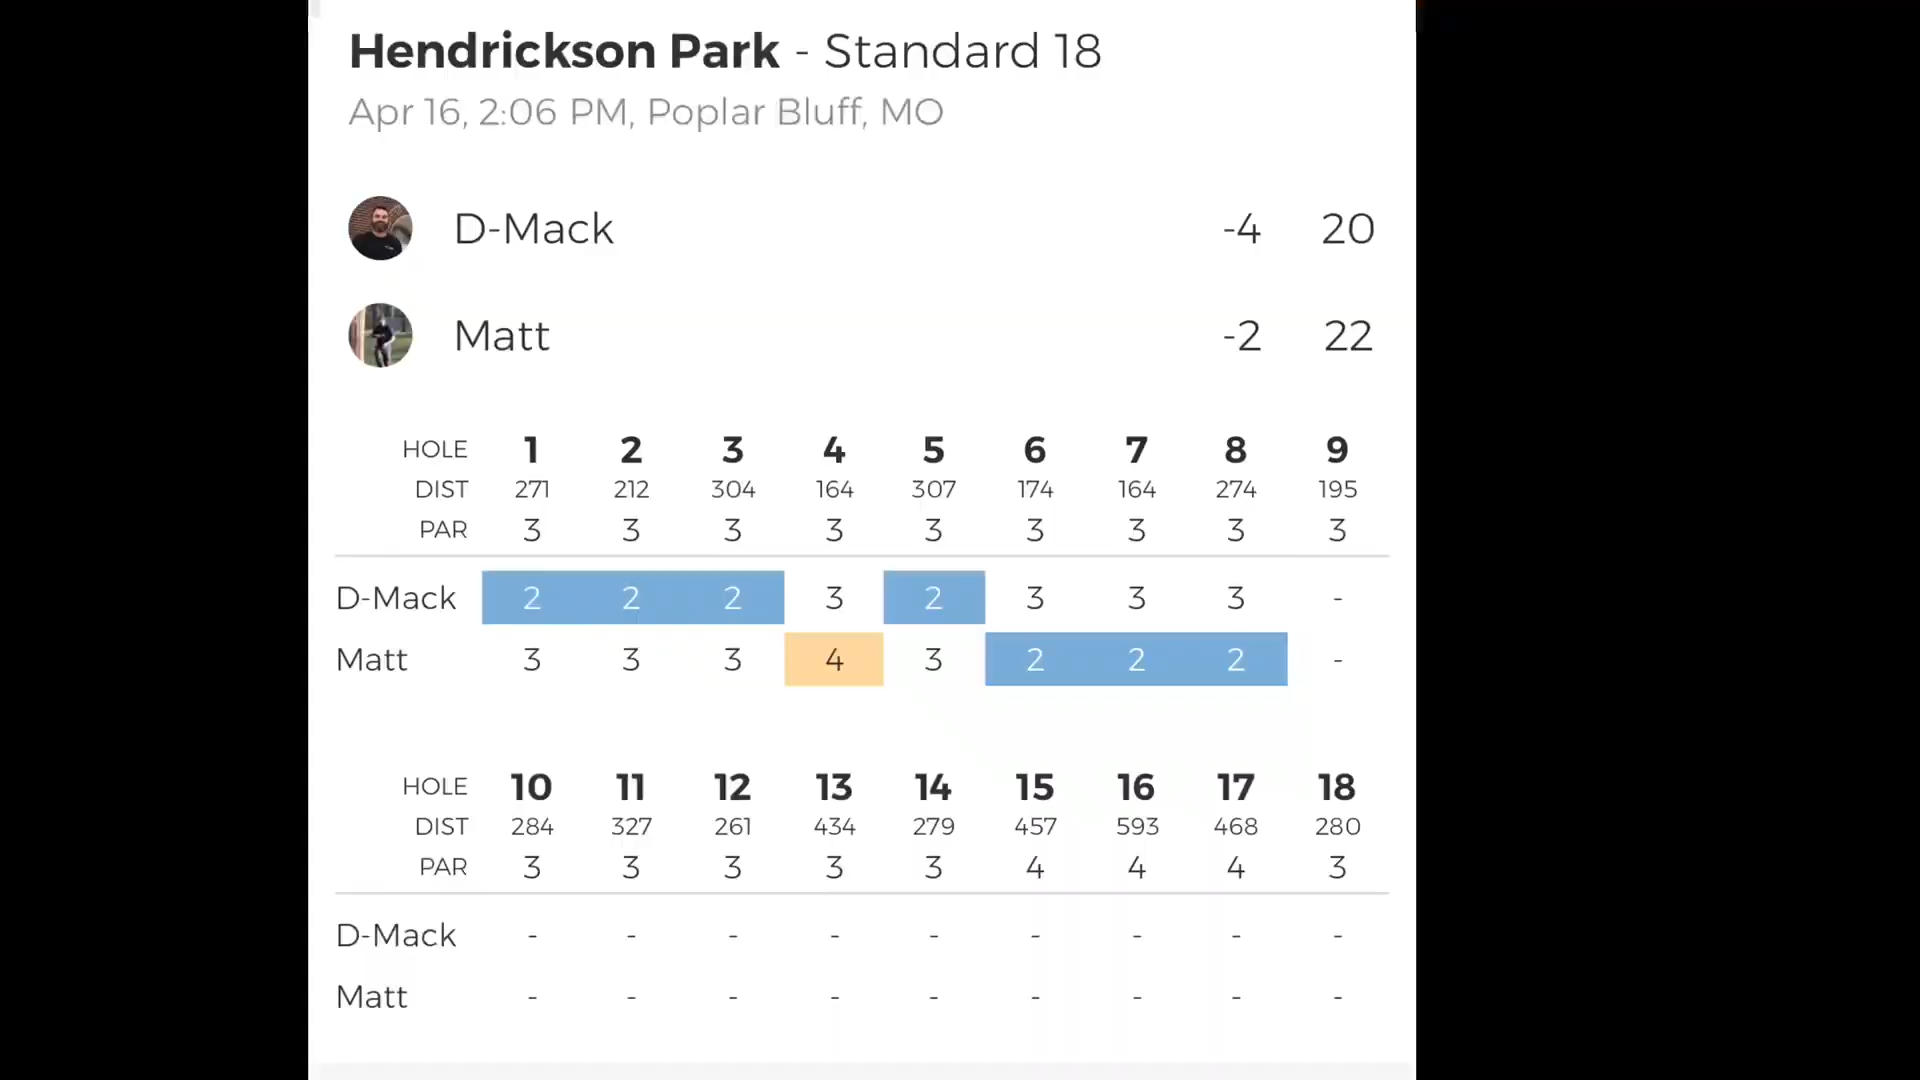 Hendrickson Park - Standard 18
Apr 16, 2:06 PM, Poplar Bluff, MO
D-Mack -4 20
Matt -2 22
HOLE 1 2 3 4 5 6 7 8 9
DIST 271 212 304 164 307 174 164 274 195
PAR 3 3 3 3 3 3 3 3 3
D-Mack 2 2 2 3 2 3 3 3 -
Matt 3 3 3 4 3 2 2 2 -
HOLE 10 11 12 13 14 15 16 17 18
DIST 284 327 261 434 279 457 593 468 280
PAR 3 3 3 3 3 4 4 4 3
D-Mack - - - - - - - - -
Matt - - - - - - - - -